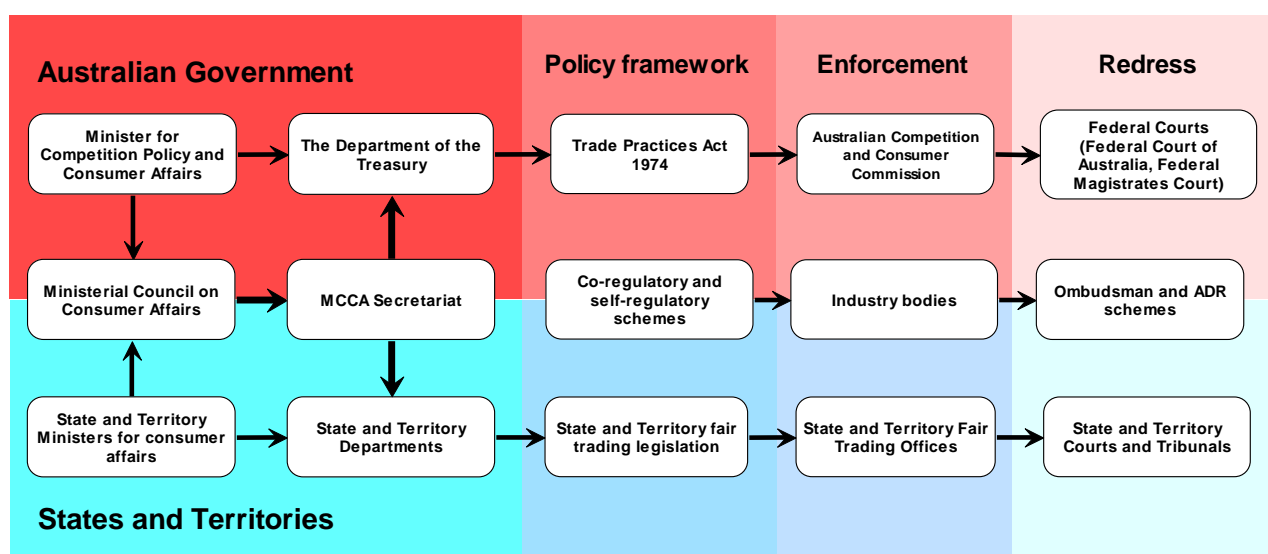 Australian Government
Policy framework
Enforcement
Redress
Minister for
Competition Policy and
Consumer Affairs
The Department of the
Treasury
Trade Practices Act
1974
Australian Competition
and Consumer
Commission
Federal Courts
(Federal Court of
Australia, Federal
Magistrates Court)
Ministerial Council on
Consumer Affairs
MCCA Secretariat
Co-regulatory and
self-regulatory
schemes
Industry bodies
Ombudsman and ADR
schemes
State and Territory
Ministers for consumer
affairs
State and Territory
Departments
State and Territory fair
trading legislation
State and Territory Fair
Trading Offices
State and Territory
Courts and Tribunals
States and Territories